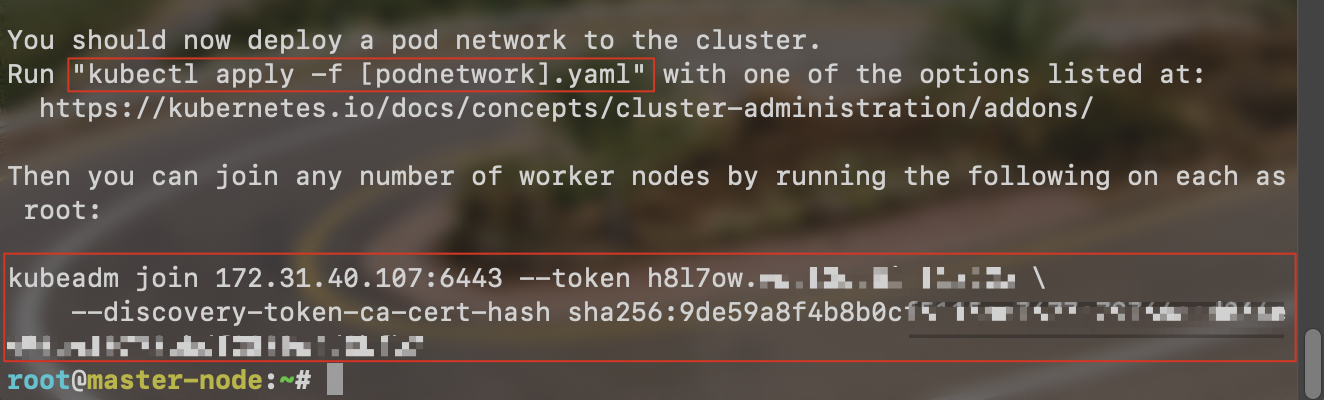 You should now deploy a pod network to the cluster.
Run "kubectl apply -f [podnetwork].yaml" with one of the options listed at:
  https://kubernetes.io/docs/concepts/cluster-administration/addons/
Then you can join any number of worker nodes by running the following on each as
 root:
kubeadm join 172.31.40.107:6443 --token h8l7ow. \
    --discovery-token-ca-cert-hash sha256:9de59a8f4b8b0c
root@master-node:~#